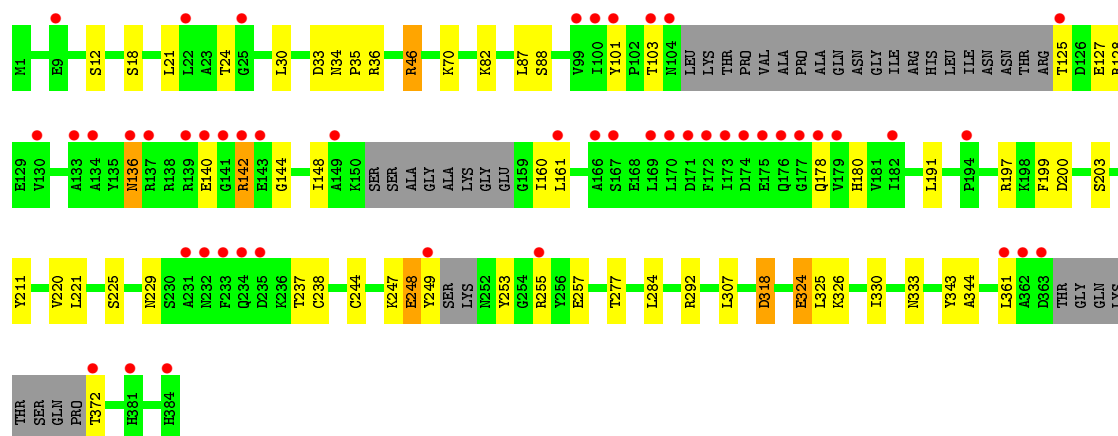 M1 E9 S12 S18 L21 L22 A23 T24 G25 L30 D33 N34 P35 R36 R46 K70 K82 L87 S88 V99 I100 Y101 P102 T103 N104 LEU LYS THR PRO VAL ALA PRO ALA GLN ASN GLY ILE ARG HIS LEU ILE ASN ASN THR ARG T125 D126 E127 R128
E129 V130 A133 A134 Y135 N136 R137 R138 R139 E140 G141 R142 E143 G144 I148 A149 K150 SER SER ALA GLY ALA LYS GLY GLU G159 I160 L161 A166 S167 E168 L169 L170 D171 F172 I173 D174 E175 Q176 G177 Q178 V179 H180 V181 I182 L191 P194 R197 K198 F199 D200 S203
Y211 V220 L221 S225 N229 S230 A231 N232 F233 Q234 D235 K236 T237 C238 C244 K247 E248 Y249 SER LYS N252 Y253 G254 R255 Y256 E257 T277 L284 R292 L307 D318 E324 L325 K326 I330 N333 Y343 A344 L361 A362 D363 THR GLY GLN LYS
THR SER GLN PRO T372 H381 H384